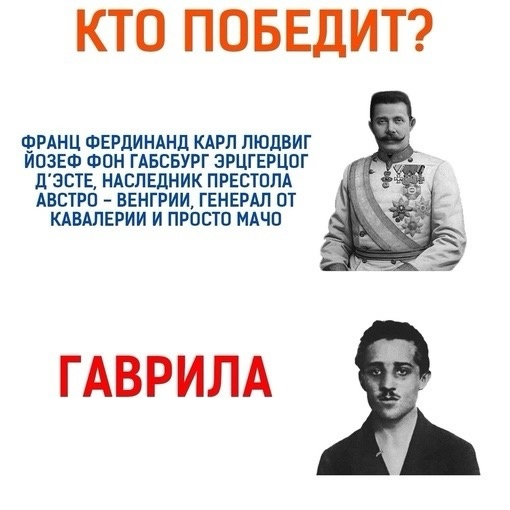 КТО ПОБЕДИТ?
ФРАНЦ ФЕРДИНАНД КАРЛ ЛЮДВИГ
ЙОЗЕФ ФОН ГАБСБУРГ ЭРЦГЕРЦОГ
Д'ЭСТЕ, НАСЛЕДНИК ПРЕСТОЛА
АВСТРО - ВЕНГРИИ, ГЕНЕРАЛ ОТ
КАВАЛЕРИИ И ПРОСТО МАЧО
ГАВРИЛА